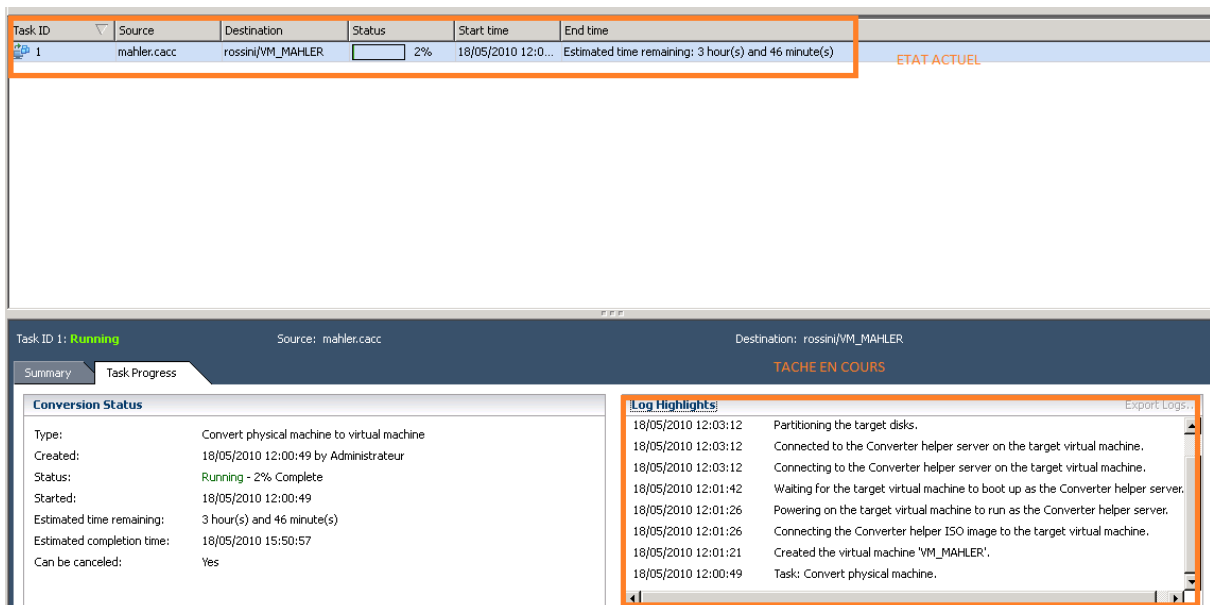 Task ID Source Destination Status Start time End time
1 mahler.cacc rossini/VM_MAHLER 2% 18/05/2010 12:0... Estimated time remaining: 3 hour(s) and 46 minute(s)
ETAT ACTUEL
Task ID 1: Running Source: mahler.cacc Destination: rossini/VM_MAHLER
TACHE EN COURS
Summary Task Progress
Conversion Status
Type: Convert physical machine to virtual machine
Created: 18/05/2010 12:00:49 by Administrateur
Status: Running - 2% Complete
Started: 18/05/2010 12:00:49
Estimated time remaining: 3 hour(s) and 46 minute(s)
Estimated completion time: 18/05/2010 15:50:57
Can be canceled: Yes
Log Highlights Export Logs...
18/05/2010 12:03:12 Partitioning the target disks.
18/05/2010 12:03:12 Connected to the Converter helper server on the target virtual machine.
18/05/2010 12:03:12 Connecting to the Converter helper server on the target virtual machine.
18/05/2010 12:01:42 Waiting for the target virtual machine to boot up as the Converter helper server.
18/05/2010 12:01:26 Powering on the target virtual machine to run as the Converter helper server.
18/05/2010 12:01:26 Connecting the Converter helper ISO image to the target virtual machine.
18/05/2010 12:01:21 Created the virtual machine 'VM_MAHLER'.
18/05/2010 12:00:49 Task: Convert physical machine.